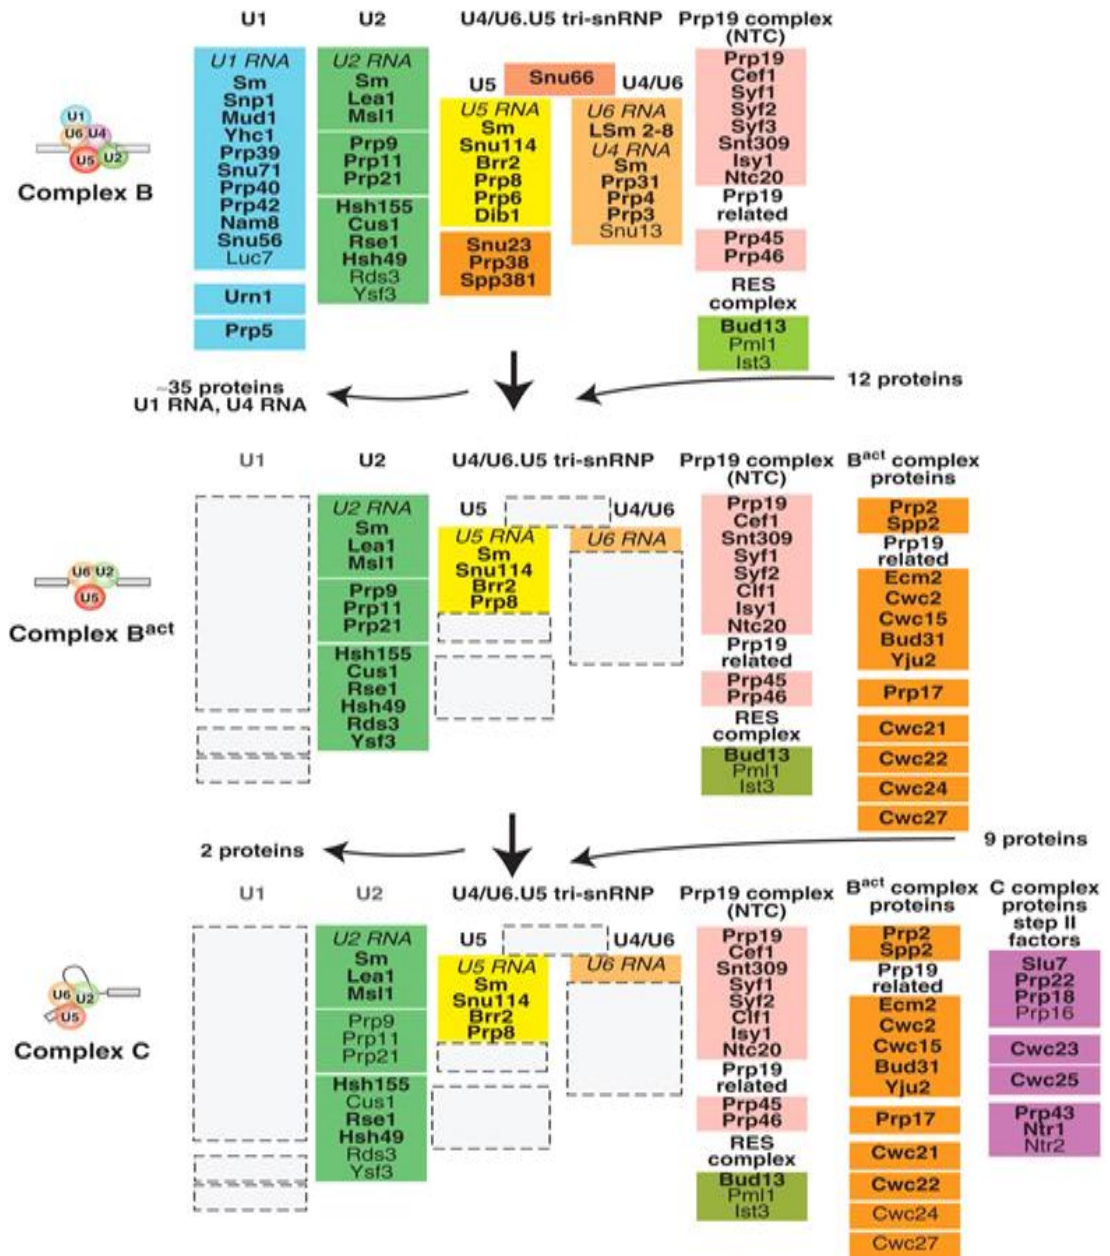 U1
U2
U4/U6.U5 tri-snRNP
Prp19 complex
(NTC)
U1 RNA
Sm
Snp1
Mud1
Yhc1
Prp39
Snu71
Prp40
Prp42
Nam8
Snu56
Luc7
Urn1
Prp5
U2 RNA
Sm
Lea1
Msl1
Prp9
Prp11
Prp21
Hsh155
Cus1
Rse1
Hsh49
Rds3
Ysf3
U5
Snu66
U4/U6
U5 RNA
Sm
Snu114
Brr2
Prp8
Prp6
Dib1
Snu23
Prp38
Spp381
U6 RNA
LSm 2-8
U4 RNA
Sm
Prp31
Prp4
Prp3
Snu13
Prp19
Cef1
Syf1
Syf2
Syf3
Snt309
Isy1
Ntc20
Prp19
related
Prp45
Prp46
RES
complex
Bud13
Pml1
Ist3
U1
U6 U4
U5 U2
Complex B
~35 proteins
U1 RNA, U4 RNA
12 proteins
U1
U2
U4/U6.U5 tri-snRNP
Prp19 complex
(NTC)
Bact complex
proteins
U2 RNA
Sm
Lea1
Msl1
Prp9
Prp11
Prp21
Hsh155
Cus1
Rse1
Hsh49
Rds3
Ysf3
U5
U4/U6
U5 RNA
Sm
Snu114
Brr2
Prp8
U6 RNA
Prp19
Cef1
Snt309
Syf1
Syf2
Clf1
Isy1
Ntc20
Prp19
related
Prp45
Prp46
RES
complex
Bud13
Pml1
Ist3
Prp2
Spp2
Prp19
related
Ecm2
Cwc2
Cwc15
Bud31
Yju2
Prp17
Cwc21
Cwc22
Cwc24
Cwc27
U6 U2
U5
Complex Bact
2 proteins
9 proteins
U1
U2
U4/U6.U5 tri-snRNP
Prp19 complex
(NTC)
Bact complex
proteins
C complex
proteins
step II
factors
U2 RNA
Sm
Lea1
Msl1
Prp9
Prp11
Prp21
Hsh155
Cus1
Rse1
Hsh49
Rds3
Ysf3
U5
U4/U6
U5 RNA
Sm
Snu114
Brr2
Prp8
U6 RNA
Prp19
Cef1
Snt309
Syf1
Syf2
Clf1
Isy1
Ntc20
Prp19
related
Prp45
Prp46
RES
complex
Bud13
Pml1
Ist3
Prp2
Spp2
Prp19
related
Ecm2
Cwc2
Cwc15
Bud31
Yju2
Prp17
Cwc21
Cwc22
Cwc24
Cwc27
Slu7
Prp22
Prp18
Prp16
Cwc23
Cwc25
Prp43
Ntr1
Ntr2
U6 U2
U5
Complex C